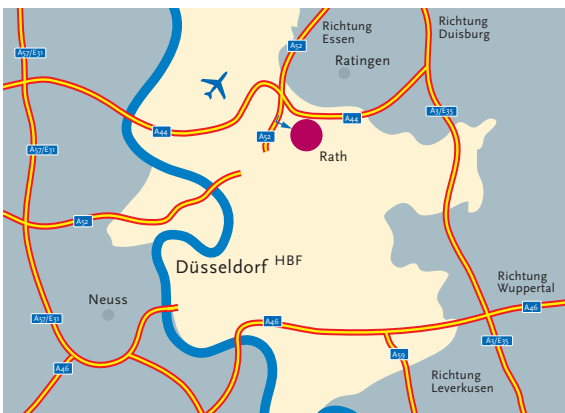 Richtung
Essen
Richtung
Duisburg
A52
A57/E31
Ratingen
A3/E35
A44
A44
A52
Rath
A57/E31
A52
Düsseldorf HBF
Richtung
Wuppertal
Neuss
A46
A57/E31
A46
A3/E35
A59
A46
Richtung
Leverkusen